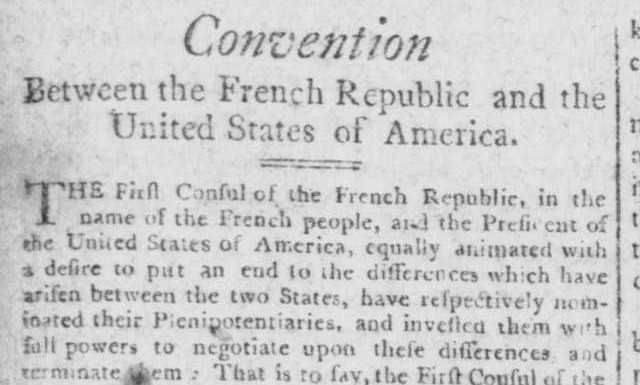 Convention
Between the French Republic and the
United States of America.
THE Firſt Conſul of the French Republic, in the
name of the French people, and the Preſident of
the United States of America, equally animated with
a deſire to put an end to the differences which have
ariſen between the two States, have reſpectively nom-
inated their Plenipotentiaries, and inveſted them with
full powers to negotiate upon theſe differences and
terminate them: That is to ſay, the Firſt Conſul of the